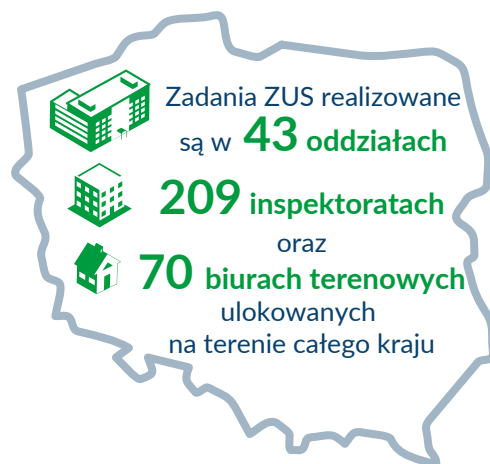 Zadania ZUS realizowane
są w 43 oddziałach
209 inspektoratach
oraz
70 biurach terenowych
ulokowanych
na terenie całego kraju